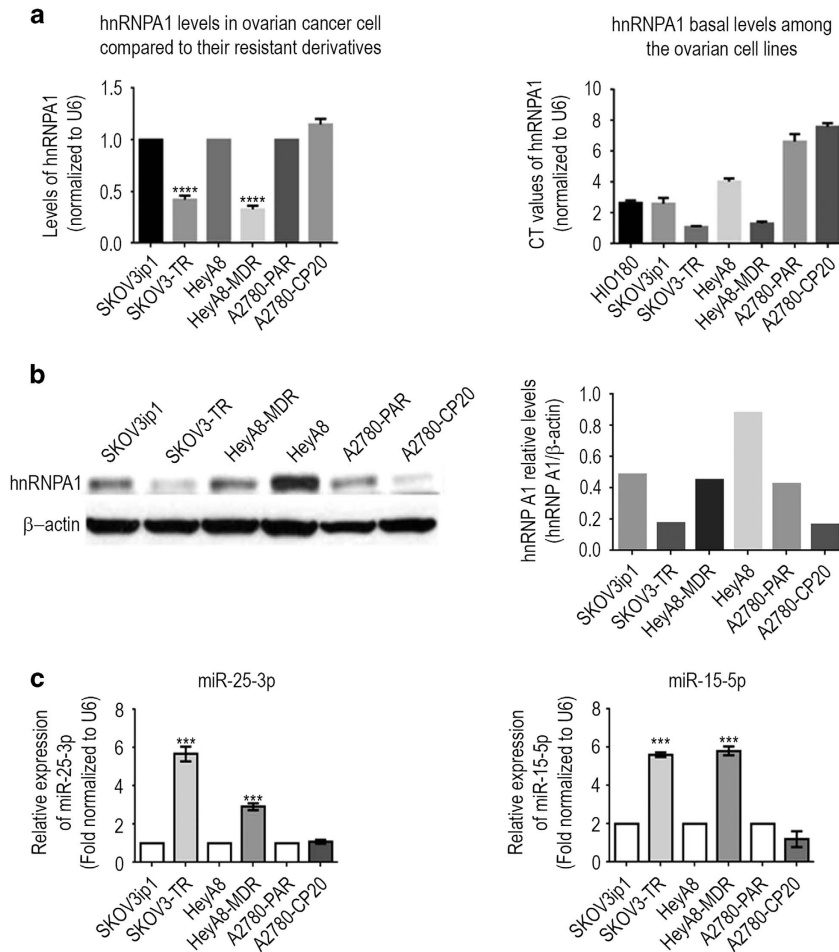 a
hnRNPA1 levels in ovarian cancer cell
compared to their resistant derivatives
Levels of hnRNPA1
(normalized to U6)
1.5
1.0
0.5
0.0
****
****
SKOV3ip1
SKOV3-TR
HeyA8
HeyA8-MDR
A2780-PAR
A2780-CP20
hnRNPA1 basal levels among
the ovarian cell lines
CT values of hnRNPA1
(normalized to U6)
8
6
4
2
0
HIO180
SKOV3ip1
SKOV3-TR
HeyA8
HeyA8-MDR
A2780-PAR
A2780-CP20
b
SKOV3ip1
SKOV3-TR
HeyA8-MDR
HeyA8
A2780-PAR
A2780-CP20
hnRNPA1
β–actin
hnRNP A1 relative levels
(hnRNP A1/β-actin)
1.0
0.8
0.6
0.4
0.2
0.0
SKOV3ip1
SKOV3-TR
HeyA8-MDR
HeyA8
A2780-PAR
A2780-CP20
c
miR-25-3p
Relative expression
of miR-25-3p
(Fold normalized to U6)
8
6
4
2
0
***
***
SKOV3ip1
SKOV3-TR
HeyA8
HeyA8-MDR
A2780-PAR
A2780-CP20
miR-15-5p
Relative expression
of miR-15-5p
(Fold normalized to U6)
8
6
4
2
0
***
***
SKOV3ip1
SKOV3-TR
HeyA8
HeyA8-MDR
A2780-PAR
A2780-CP20